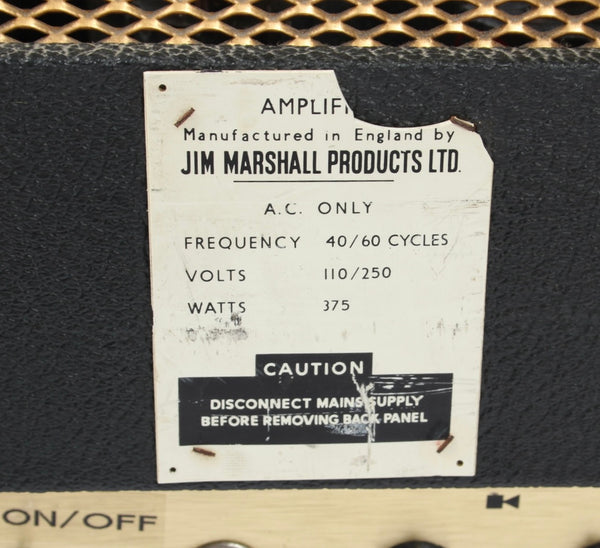 AMPLIFI
Manufactured in England by
JIM MARSHALL PRODUCTS LTD.
A.C. ONLY
FREQUENCY 40/60 CYCLES
VOLTS 110/250
WATTS 375
CAUTION
DISCONNECT MAINS SUPPLY
BEFORE REMOVING BACK PANEL
ON/OFF